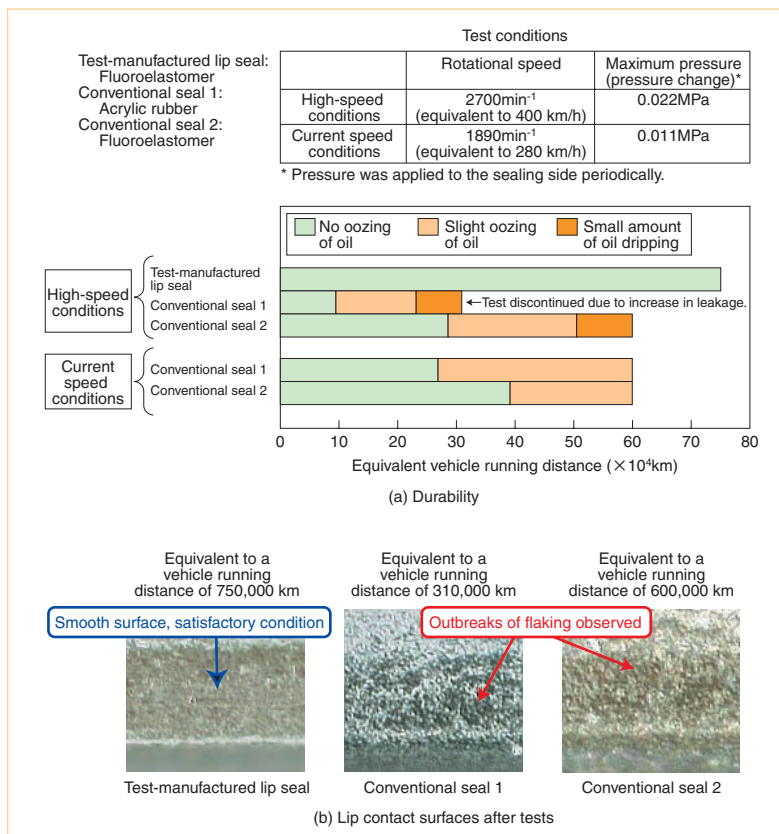 Test conditions
Test-manufactured lip seal:
Fluoroelastomer
Conventional seal 1:
Acrylic rubber
Conventional seal 2:
Fluoroelastomer
Rotational speed
Maximum pressure
(pressure change)*
High-speed
conditions
2700min-1
(equivalent to 400 km/h)
0.022MPa
Current speed
conditions
1890min-1
(equivalent to 280 km/h)
0.011MPa
* Pressure was applied to the sealing side periodically.
No oozing
of oil
Slight oozing
of oil
Small amount
of oil dripping
High-speed
conditions
Test-manufactured
lip seal
Conventional seal 1
Conventional seal 2
←Test discontinued due to increase in leakage.
Current
speed
conditions
Conventional seal 1
Conventional seal 2
0 10 20 30 40 50 60 70 80
Equivalent vehicle running distance (×10⁴km)
(a) Durability
Equivalent to a
vehicle running
distance of 750,000 km
Equivalent to a
vehicle running
distance of 310,000 km
Equivalent to a
vehicle running
distance of 600,000 km
Smooth surface, satisfactory condition
Outbreaks of flaking observed
Test-manufactured lip seal
Conventional seal 1
Conventional seal 2
(b) Lip contact surfaces after tests